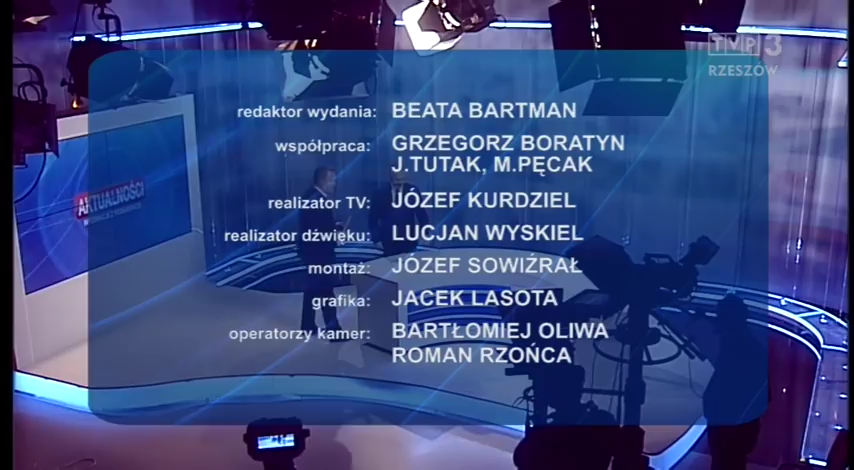 TVP3
RZESZÓW
redaktor wydania: BEATA BARTMAN
współpraca: GRZEGORZ BORATYN
J.TUTAK, M.PĘCAK
realizator TV: JÓZEF KURDZIEL
realizator dźwięku: LUCJAN WYSKIEL
montaż: JÓZEF SOWIŹRAŁ
grafika: JACEK LASOTA
operatorzy kamer: BARTŁOMIEJ OLIWA
ROMAN RZOŃCA
AKTUALNOŚCI